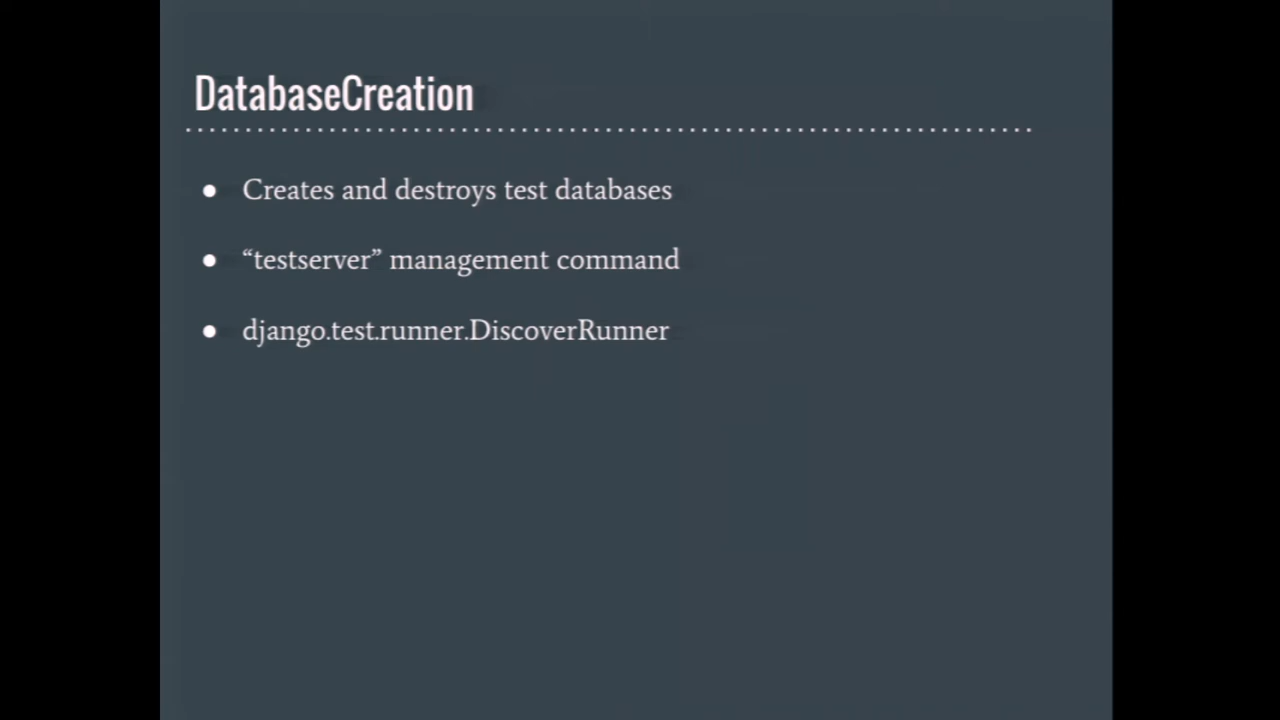 DatabaseCreation
● Creates and destroys test databases
● “testserver” management command
● django.test.runner.DiscoverRunner